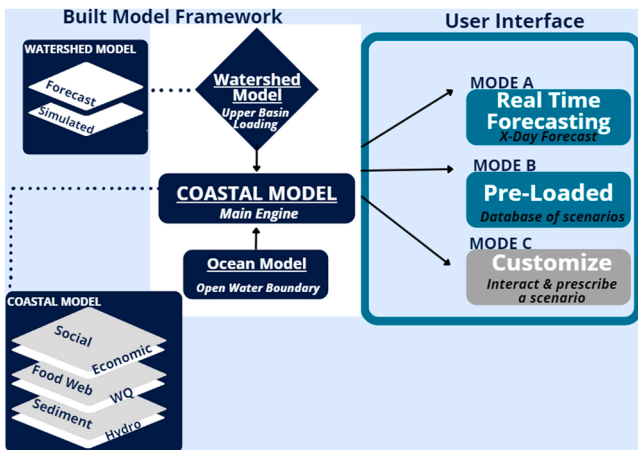 Built Model Framework
User Interface
WATERSHED MODEL
Forecast
Simulated
Watershed
Model
Upper Basin
Loading
COASTAL MODEL
Main Engine
Ocean Model
Open Water Boundary
COASTAL MODEL
Social
Economic
Food Web
WQ
Sediment
Hydro
MODE A
Real Time
Forecasting
X-Day Forecast
MODE B
Pre-Loaded
Database of scenarios
MODE C
Customize
Interact & prescribe
a scenario